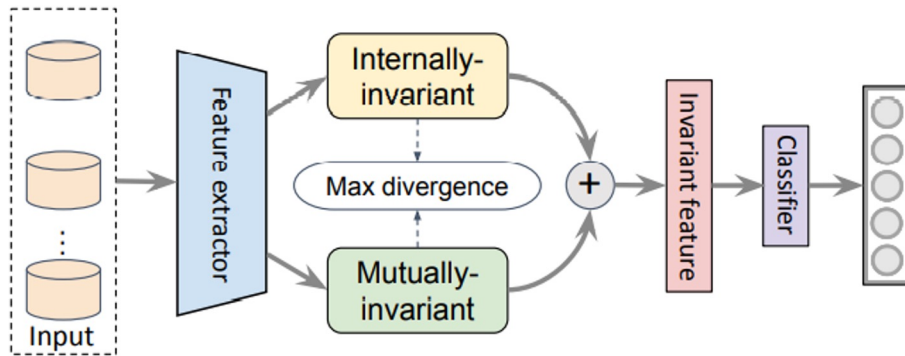 Input
Feature extractor
Internally-
invariant
Max divergence
Mutually-
invariant
+
Invariant feature
Classifier